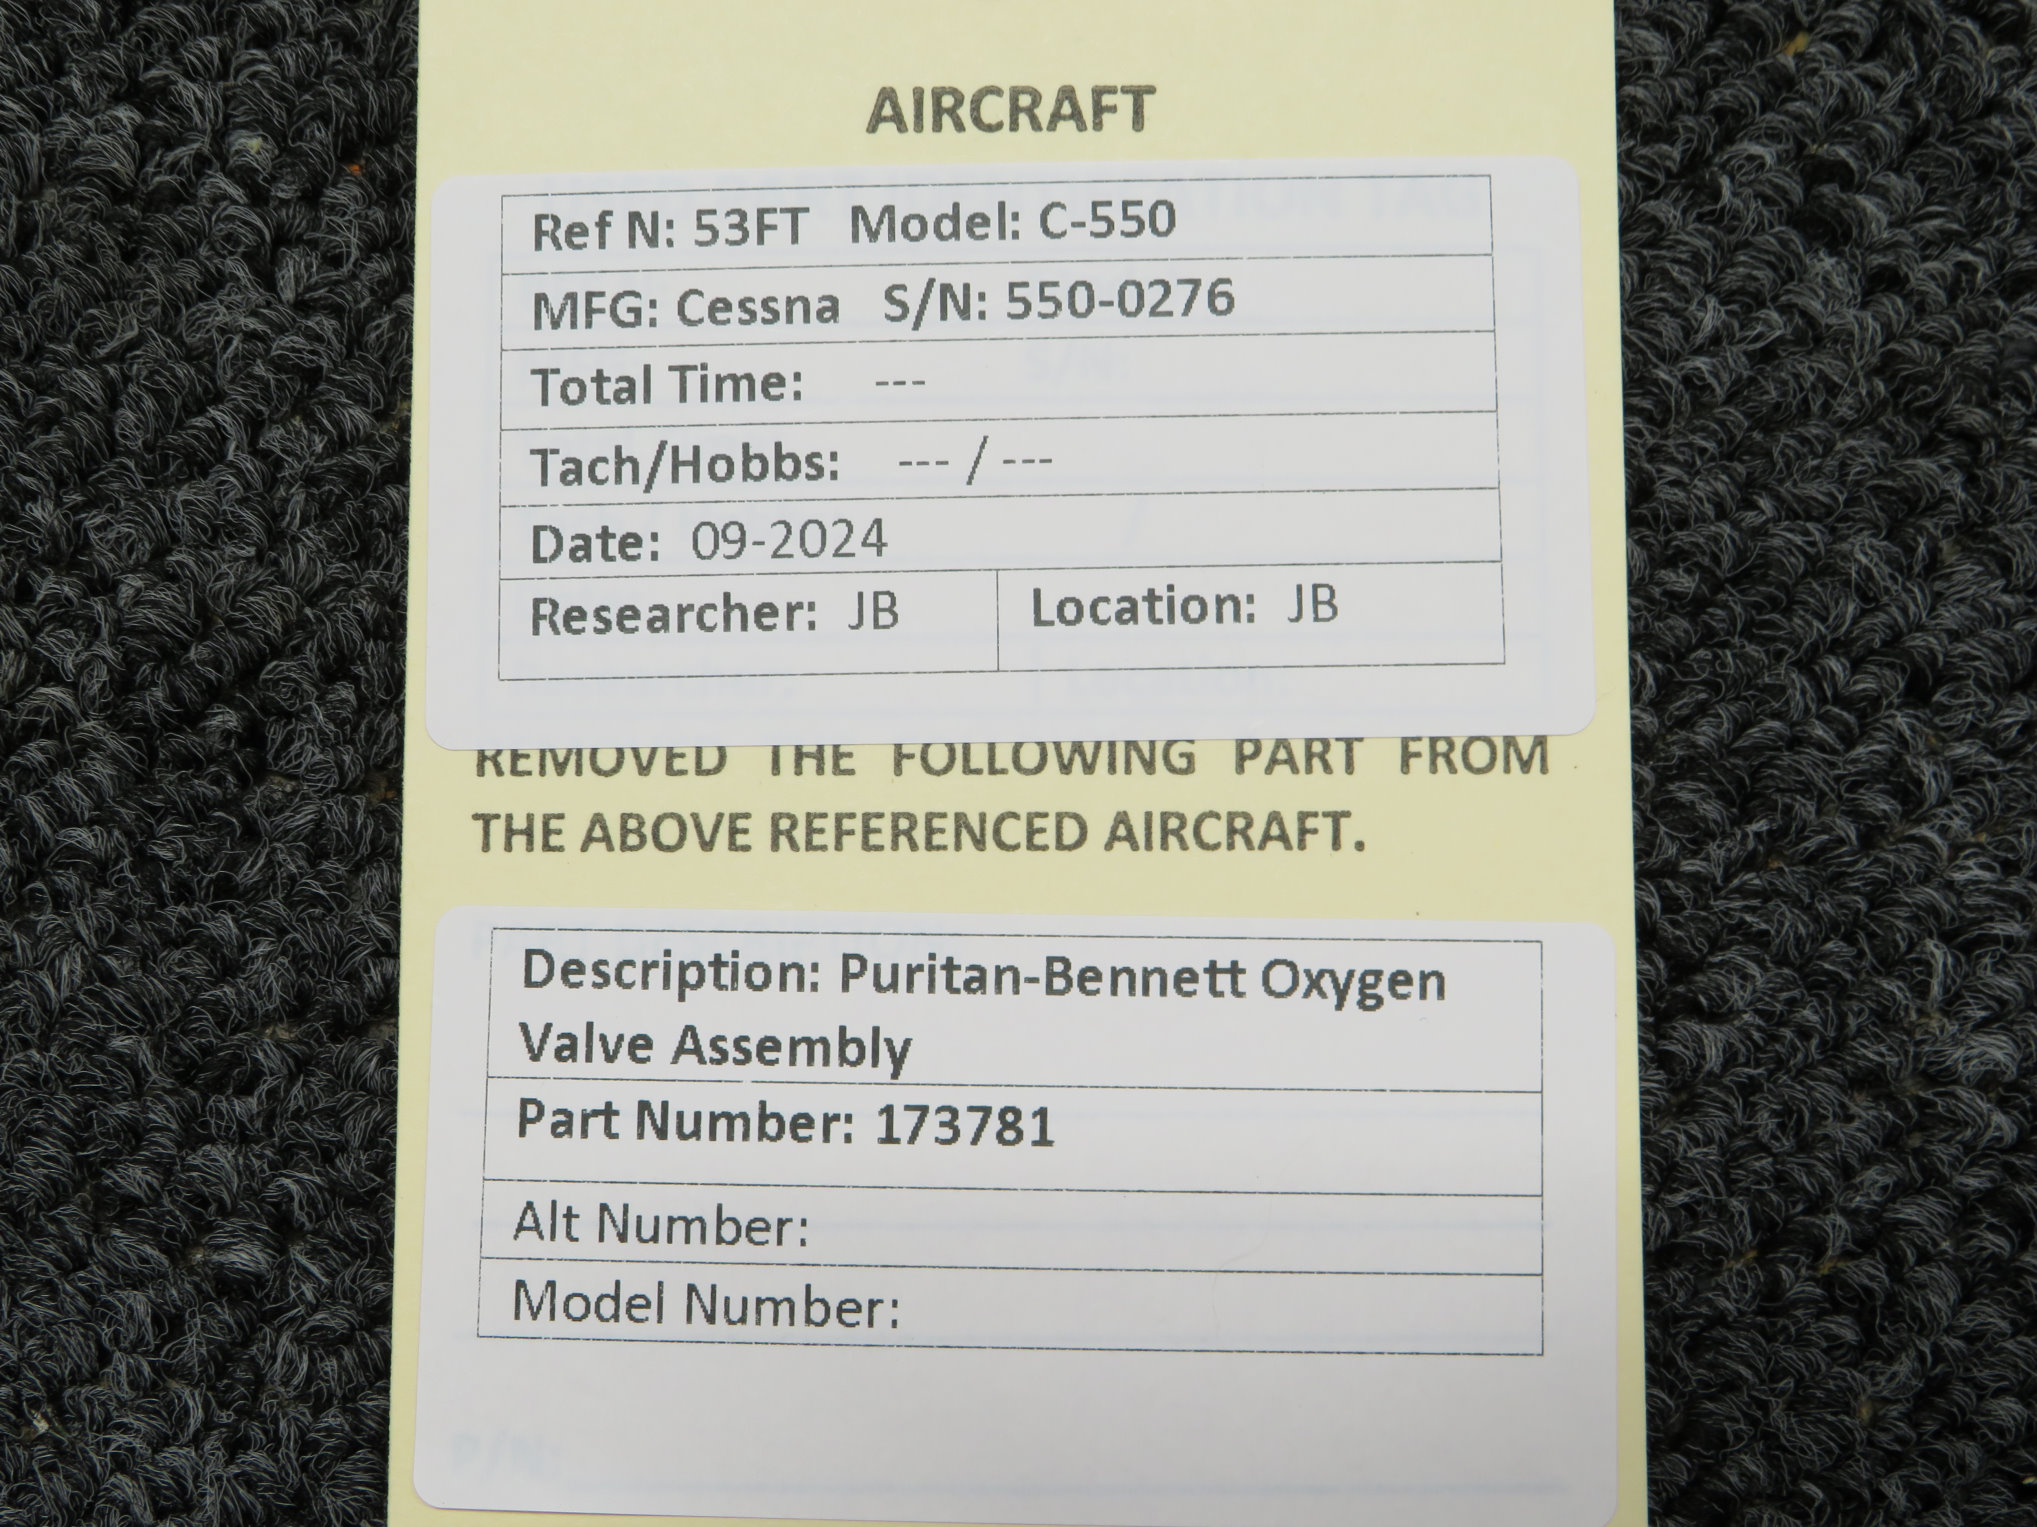 AIRCRAFT
Ref N: 53FT Model: C-550
MFG: Cessna S/N: 550-0276
Total Time: ---
Tach/Hobbs: --- / ---
Date: 09-2024
Researcher: JB Location: JB
REMOVED THE FOLLOWING PART FROM
THE ABOVE REFERENCED AIRCRAFT.
Description: Puritan-Bennett Oxygen
Valve Assembly
Part Number: 173781
Alt Number:
Model Number:
P/N: